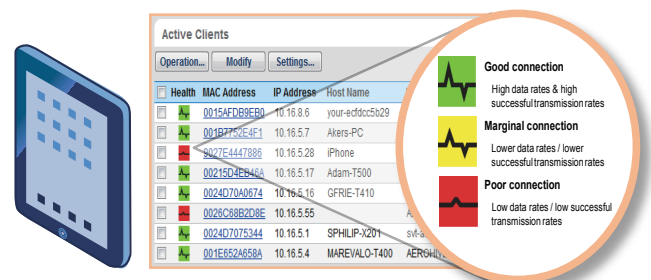 Active Clients
Operation... Modify Settings...
Health MAC Address IP Address Host Name
0015AFDB9EB0 10.16.8.6 your-ecfdcc5b29
001B7752E4F1 10.16.5.7 Akers-PC
0027E4447886 10.16.5.28 iPhone
00215D4EB46A 10.16.5.17 Adam-T500
0024D70A0674 10.16.5.16 GFRIE-T410
0026C68B2D8E 10.16.5.55
0024D7075344 10.16.5.1 SPHILIP-X201
001E652A658A 10.16.5.4 MAREVALO-T400
Good connection
High data rates & high
successful transmission rates
Marginal connection
Lower data rates / lower
successful transmission rates
Poor connection
Low data rates / low successful
transmission rates